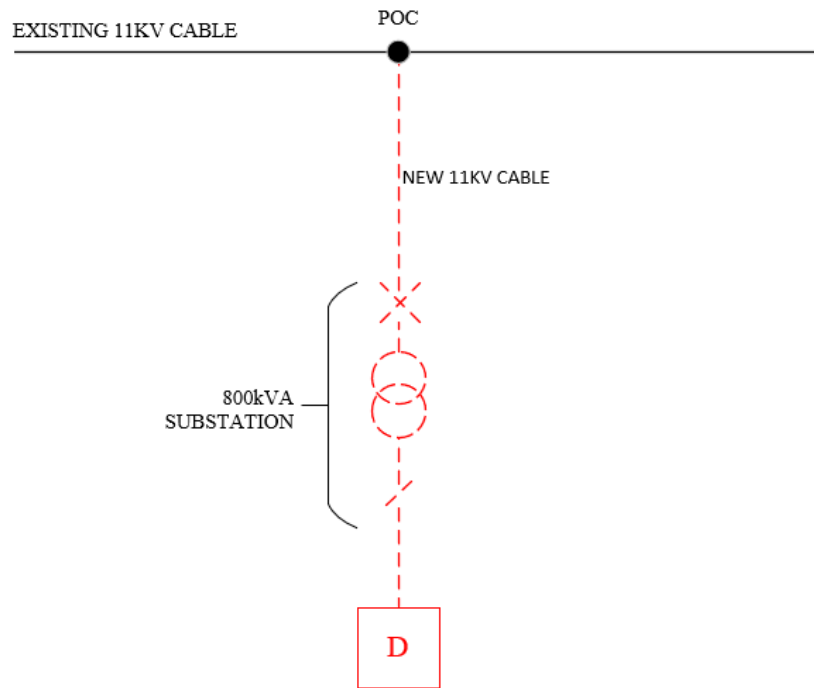 POC
EXISTING 11KV CABLE
NEW 11KV CABLE
800kVA
SUBSTATION
D